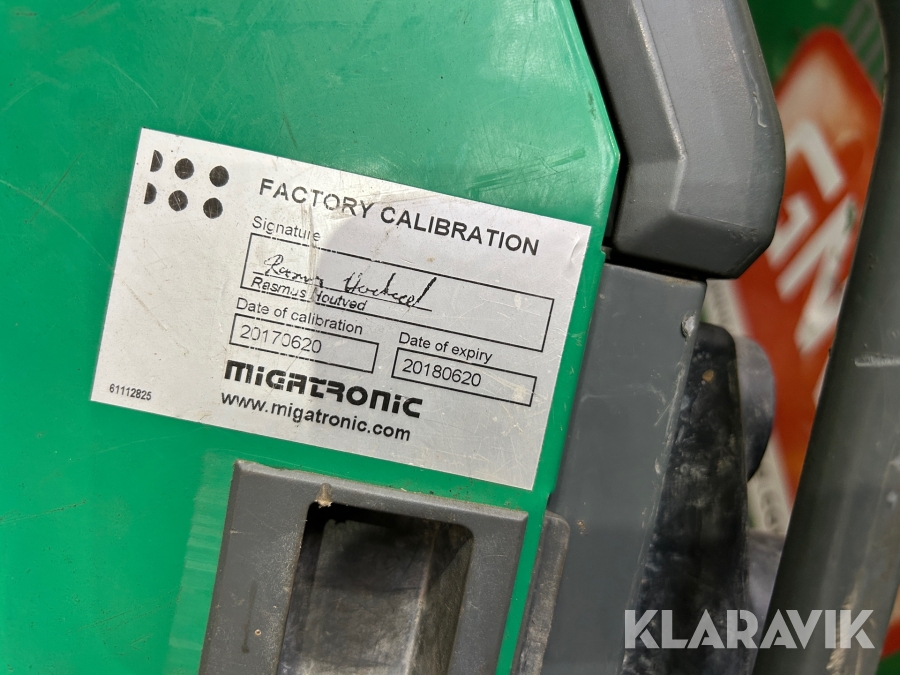 FACTORY CALIBRATION
Signature
Rasmus Houtved
Date of calibration
20170620
Date of expiry
20180620
MIGATRONIC
61112825
www.migatronic.com
KLARAVIK